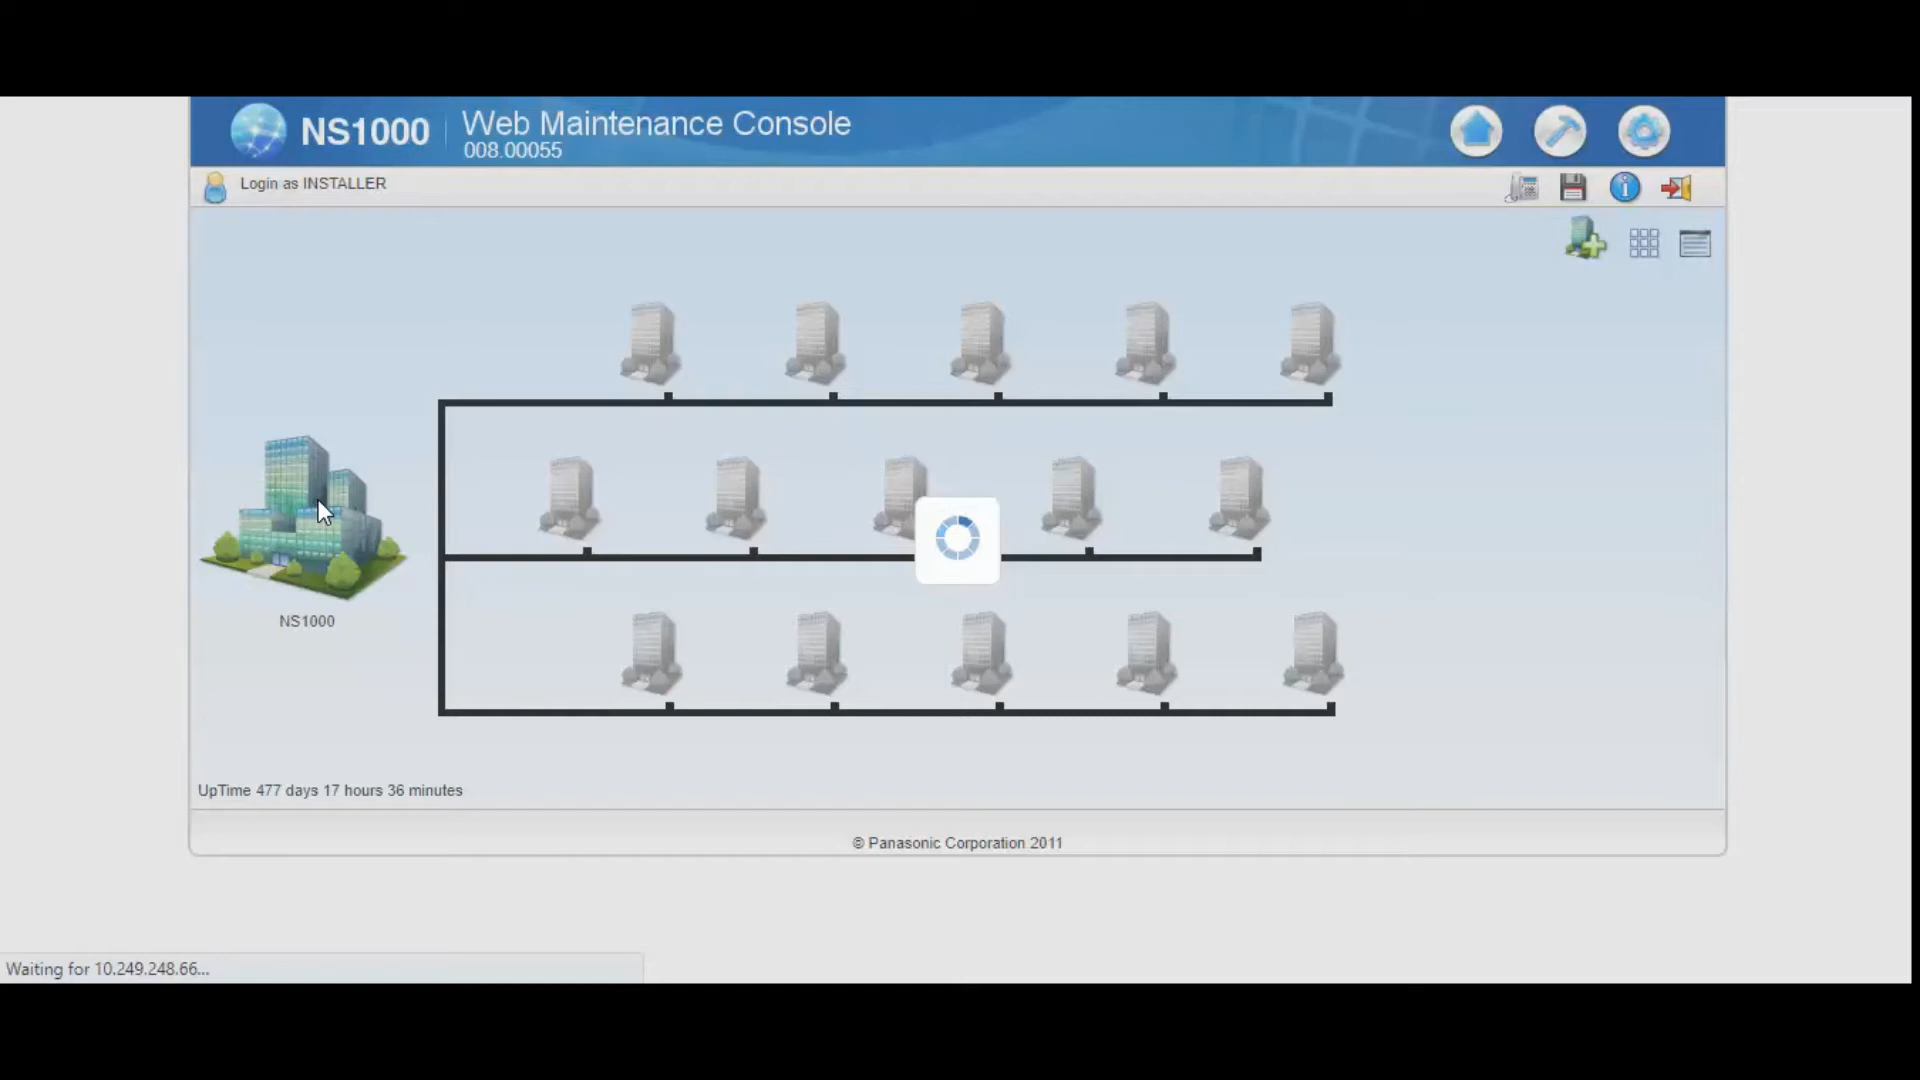 NS1000
Web Maintenance Console
008.00055
Login as INSTALLER
NS1000
UpTime 477 days 17 hours 36 minutes
© Panasonic Corporation 2011
Waiting for 10.249.248.66...